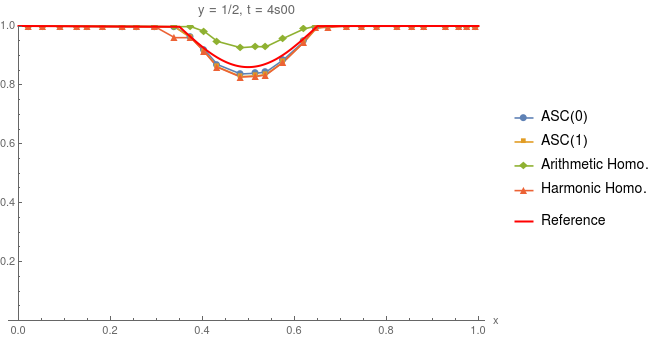 y = 1/2, t = 4s00
1.0
0.8
0.6
0.4
0.2
0.0 0.2 0.4 0.6 0.8 1.0
x
ASC(0)
ASC(1)
Arithmetic Homo.
Harmonic Homo.
Reference